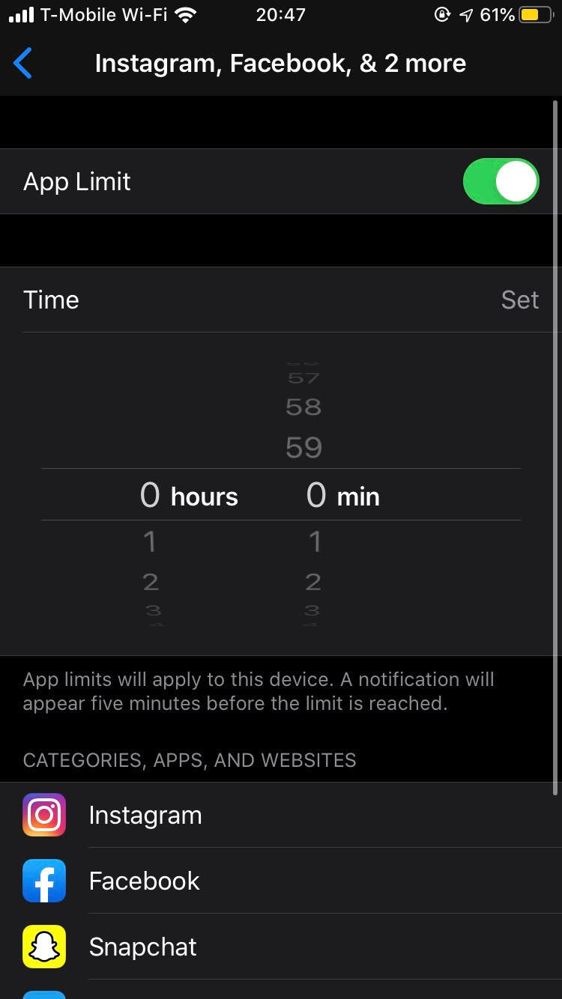 T-Mobile Wi-Fi 20:47 61%
Instagram, Facebook, & 2 more
App Limit
Time Set
57
58
59
0 hours 0 min
1 1
2 2
3 3
4 4
App limits will apply to this device. A notification will
appear five minutes before the limit is reached.
CATEGORIES, APPS, AND WEBSITES
Instagram
Facebook
Snapchat